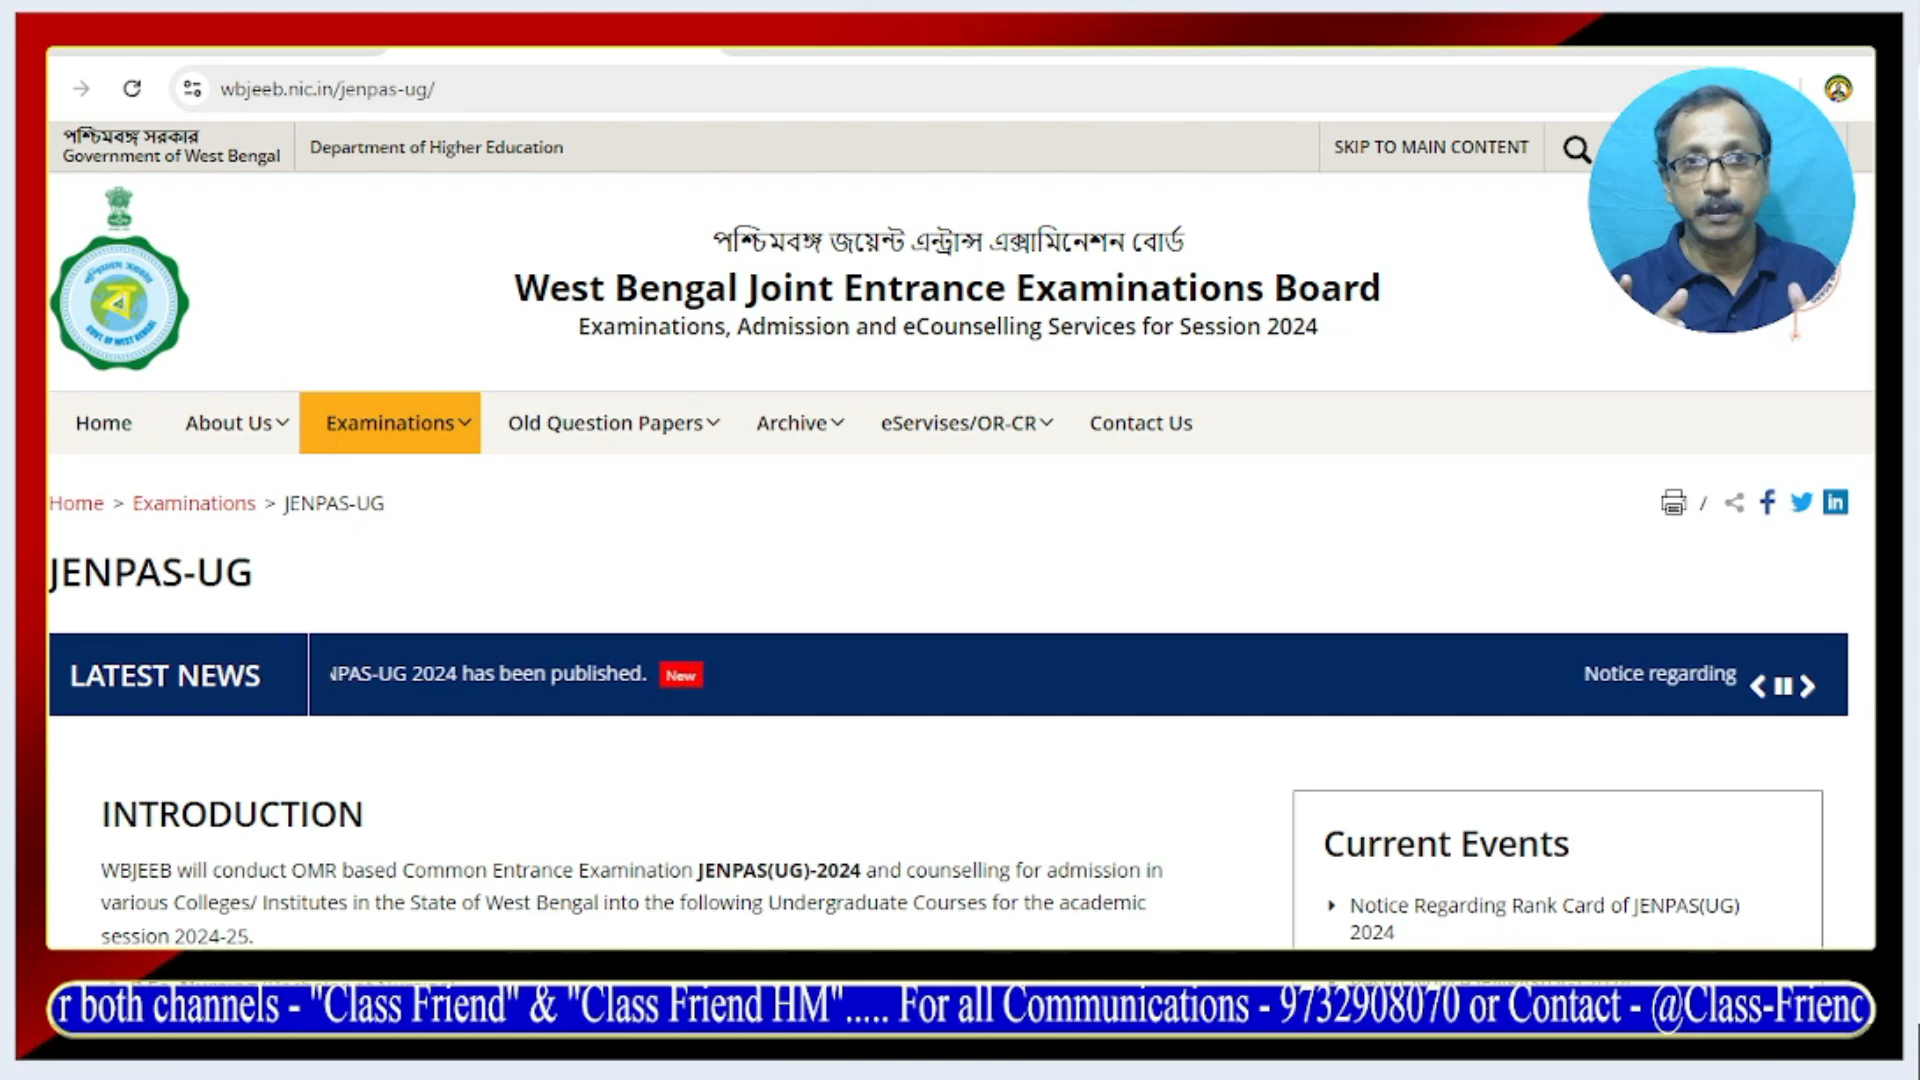 wbjeeb.nic.in/jenpas-ug/
পশ্চিমবঙ্গ সরকার
Government of West Bengal
Department of Higher Education
SKIP TO MAIN CONTENT
পশ্চিমবঙ্গ জয়েন্ট এন্ট্রান্স এক্সামিনেশন বোর্ড
West Bengal Joint Entrance Examinations Board
Examinations, Admission and eCounselling Services for Session 2024
Home About Us Examinations Old Question Papers Archive eServises/OR-CR Contact Us
Home > Examinations > JENPAS-UG
JENPAS-UG
LATEST NEWS
NPAS-UG 2024 has been published. New
Notice regarding
INTRODUCTION
WBJEEB will conduct OMR based Common Entrance Examination JENPAS(UG)-2024 and counselling for admission in
various Colleges/ Institutes in the State of West Bengal into the following Undergraduate Courses for the academic
session 2024-25.
Current Events
Notice Regarding Rank Card of JENPAS(UG)
2024
r both channels - "Class Friend" & "Class Friend HM"..... For all Communications - 9732908070 or Contact - @Class-Frienc